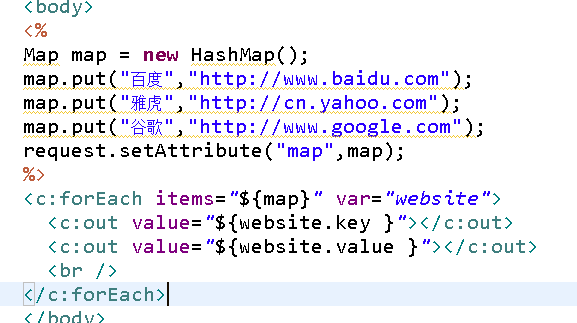 <body>
<%
Map map = new HashMap();
map.put("百度","http://www.baidu.com");
map.put("雅虎","http://cn.yahoo.com");
map.put("谷歌","http://www.google.com");
request.setAttribute("map",map);
%>
<c:forEach items="${map}" var="website">
<c:out value="${website.key }"></c:out>
<c:out value="${website.value }"></c:out>
<br />
</c:forEach>
</body>